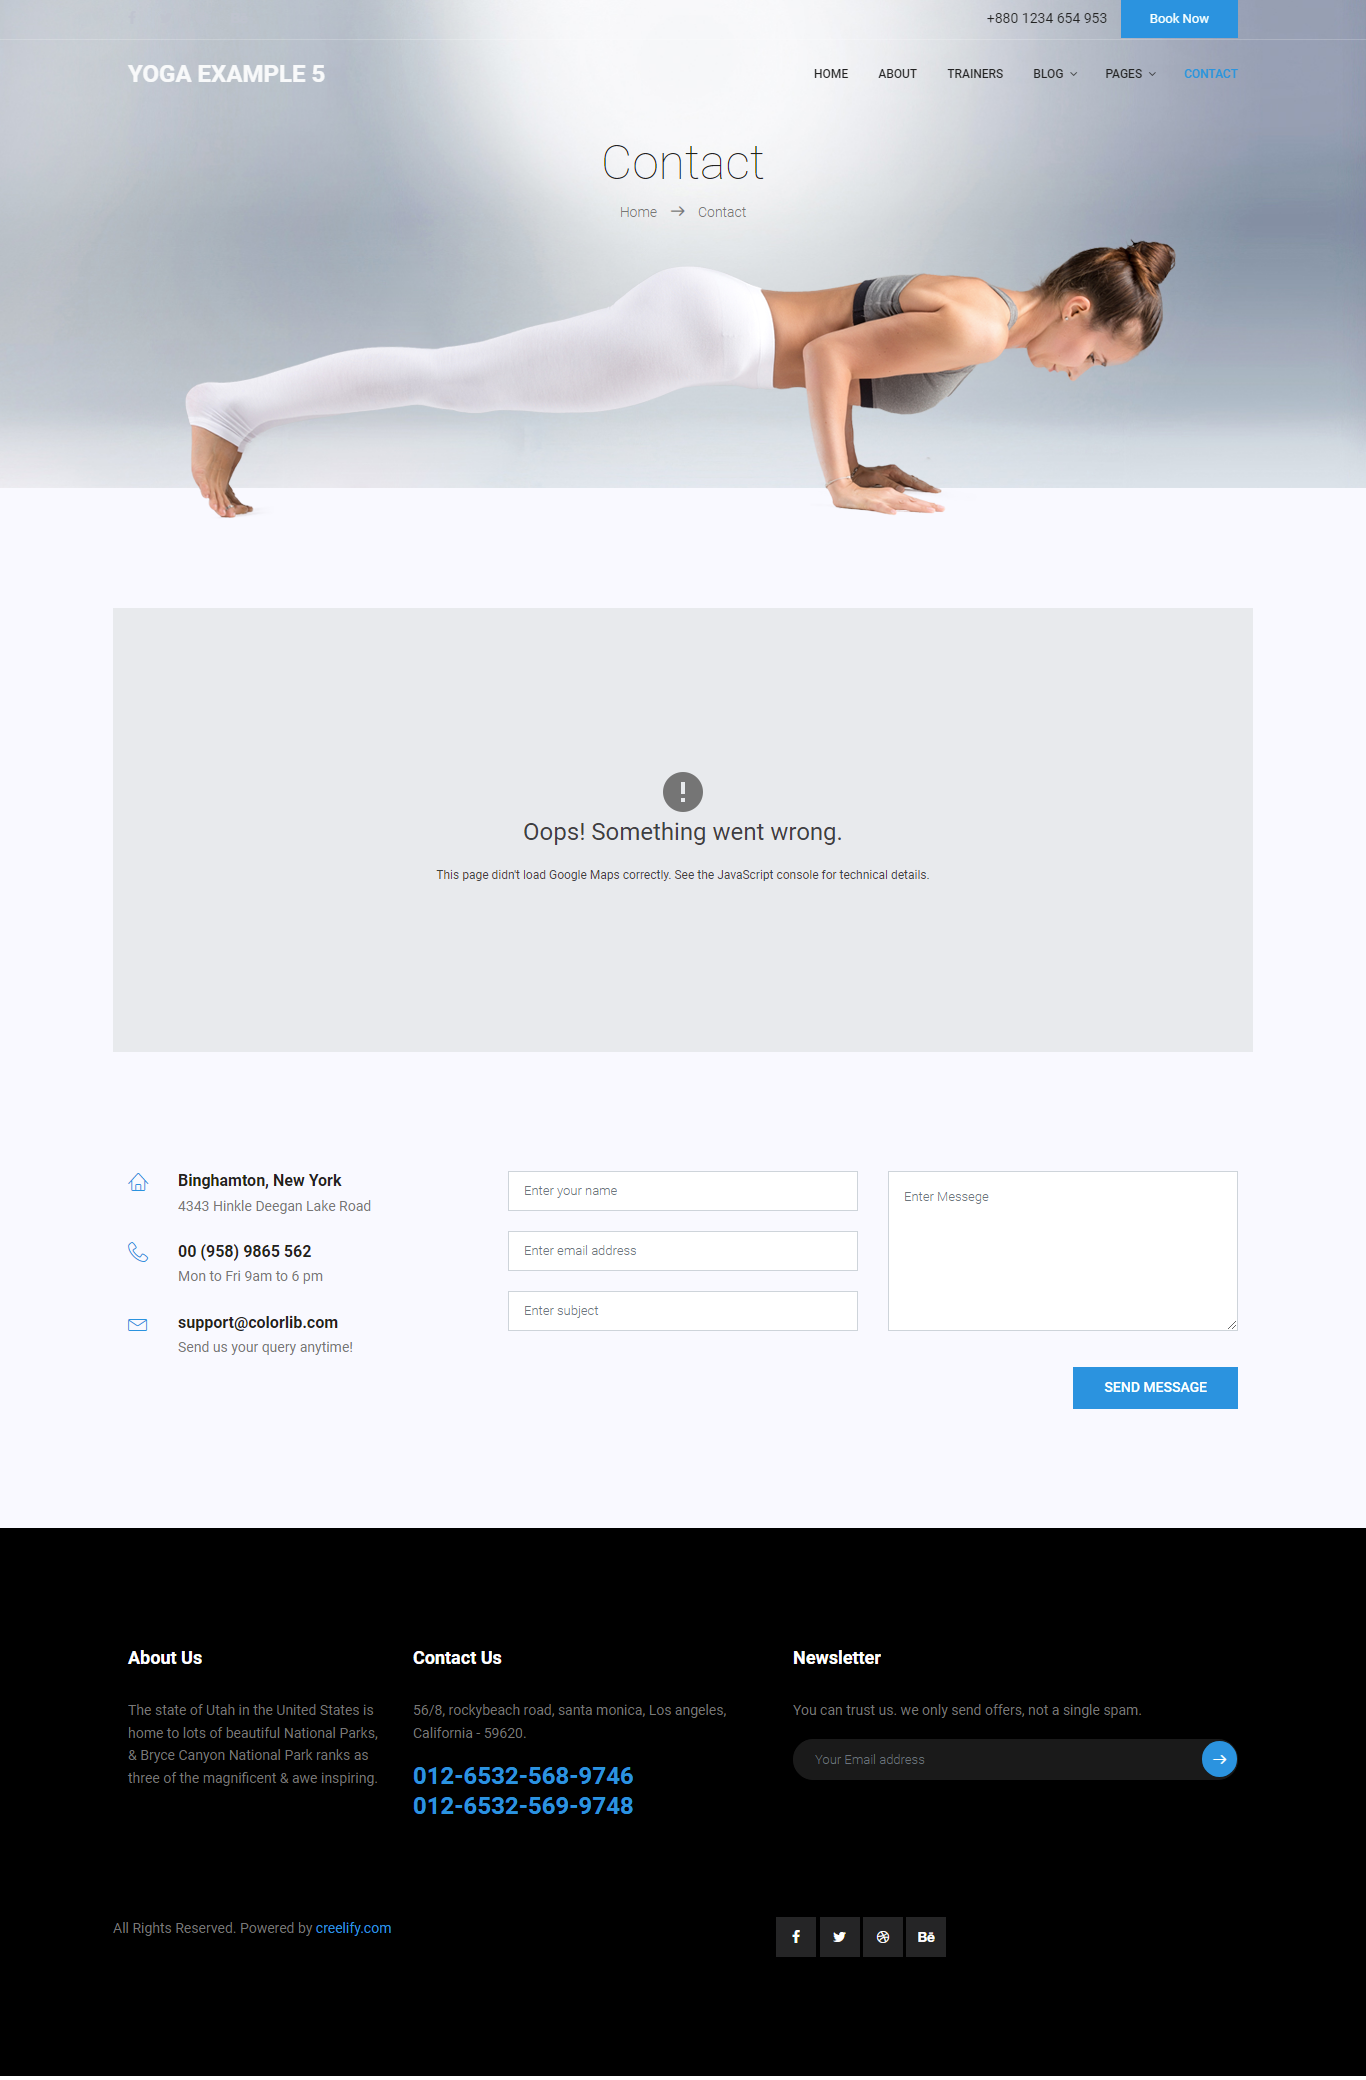 +880 1234 654 953
Book Now
YOGA EXAMPLE 5
HOME ABOUT TRAINERS BLOG PAGES CONTACT
Contact
Home Contact
Oops! Something went wrong.
This page didn't load Google Maps correctly. See the JavaScript console for technical details.
Binghamton, New York
4343 Hinkle Deegan Lake Road
00 (958) 9865 562
Mon to Fri 9am to 6 pm
support@colorlib.com
Send us your query anytime!
Enter your name
Enter email address
Enter subject
Enter Messege
SEND MESSAGE
About Us
The state of Utah in the United States is
home to lots of beautiful National Parks,
& Bryce Canyon National Park ranks as
three of the magnificent & awe inspiring.
Contact Us
56/8, rockybeach road, santa monica, Los angeles,
California - 59620.
012-6532-568-9746
012-6532-569-9748
Newsletter
You can trust us. we only send offers, not a single spam.
Your Email address
All Rights Reserved. Powered by creelify.com